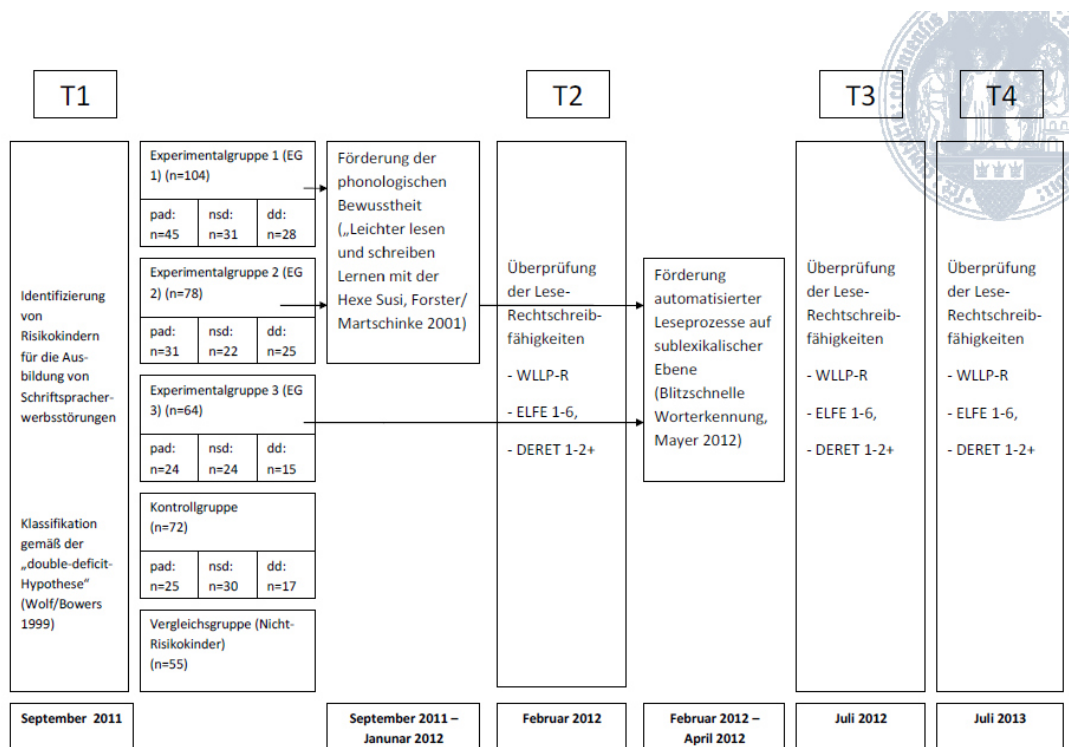 T1
T2
T3
T4
Identifizierung
von
Risikokindern
für die Aus-
bildung von
Schriftspracher-
werbsstörungen
Klassifikation
gemäß der
„double-deficit-
Hypothese“
(Wolf/Bowers
1999)
Experimentalgruppe 1 (EG
1) (n=104)
pad: nsd: dd:
n=45 n=31 n=28
Experimentalgruppe 2 (EG
2) (n=78)
pad: nsd: dd:
n=31 n=22 n=25
Experimentalgruppe 3 (EG
3) (n=64)
pad: nsd: dd:
n=24 n=24 n=15
Kontrollgruppe
(n=72)
pad: nsd: dd:
n=25 n=30 n=17
Vergleichsgruppe (Nicht-
Risikokinder)
(n=55)
Förderung der
phonologischen
Bewusstheit
(„Leichter lesen
und schreiben
Lernen mit der
Hexe Susi, Forster/
Martschinke 2001)
Überprüfung
der Lese-
Rechtschreib-
fähigkeiten
- WLLP-R
- ELFE 1-6,
- DERET 1-2+
Förderung
automatisierter
Leseprozesse auf
sublexikalischer
Ebene
(Blitzschnelle
Worterkennung,
Mayer 2012)
Überprüfung
der Lese-
Rechtschreib-
fähigkeiten
- WLLP-R
- ELFE 1-6,
- DERET 1-2+
Überprüfung
der Lese-
Rechtschreib-
fähigkeiten
- WLLP-R
- ELFE 1-6,
- DERET 1-2+
September 2011
September 2011 –
Janunar 2012
Februar 2012
Februar 2012 –
April 2012
Juli 2012
Juli 2013